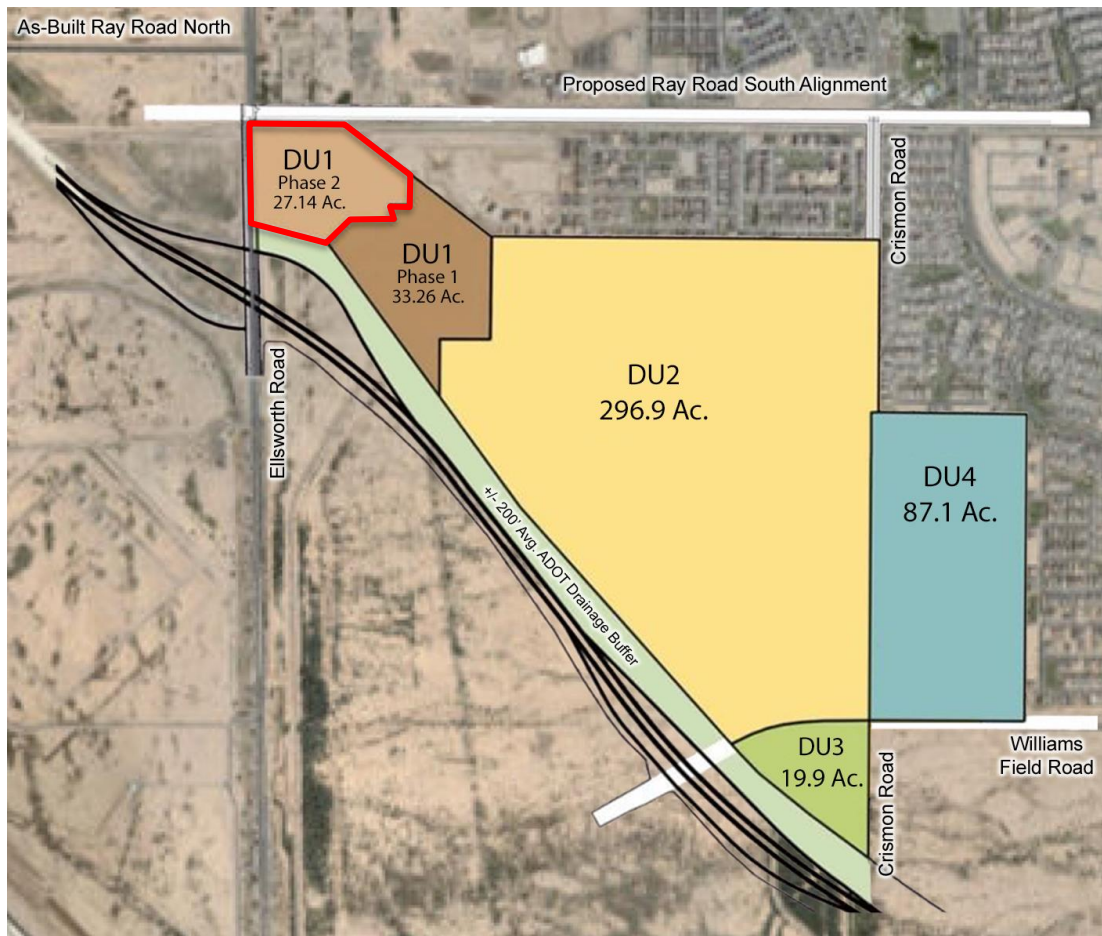 As-Built Ray Road North
Proposed Ray Road South Alignment
DU1
Phase 2
27.14 Ac.
Crismon Road
DU1
Phase 1
33.26 Ac.
Ellsworth Road
DU2
296.9 Ac.
DU4
87.1 Ac.
+/- 200' Avg. ADOT Drainage Buffer
DU3
19.9 Ac.
Williams
Field Road
Crismon Road